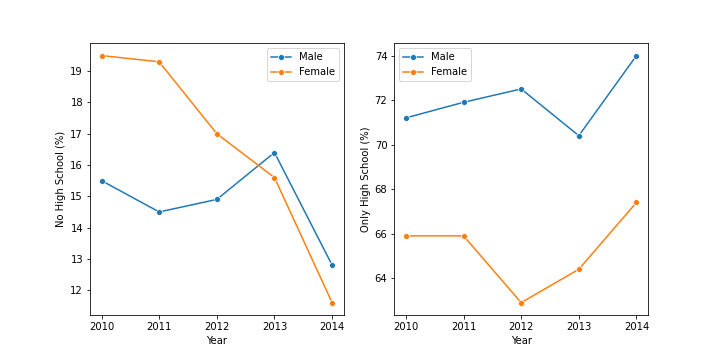 No High School (%)
19
18
17
16
15
14
13
12
2010 2011 2012 2013 2014
Year
Male
Female
Only High School (%)
74
72
70
68
66
64
2010 2011 2012 2013 2014
Year
Male
Female